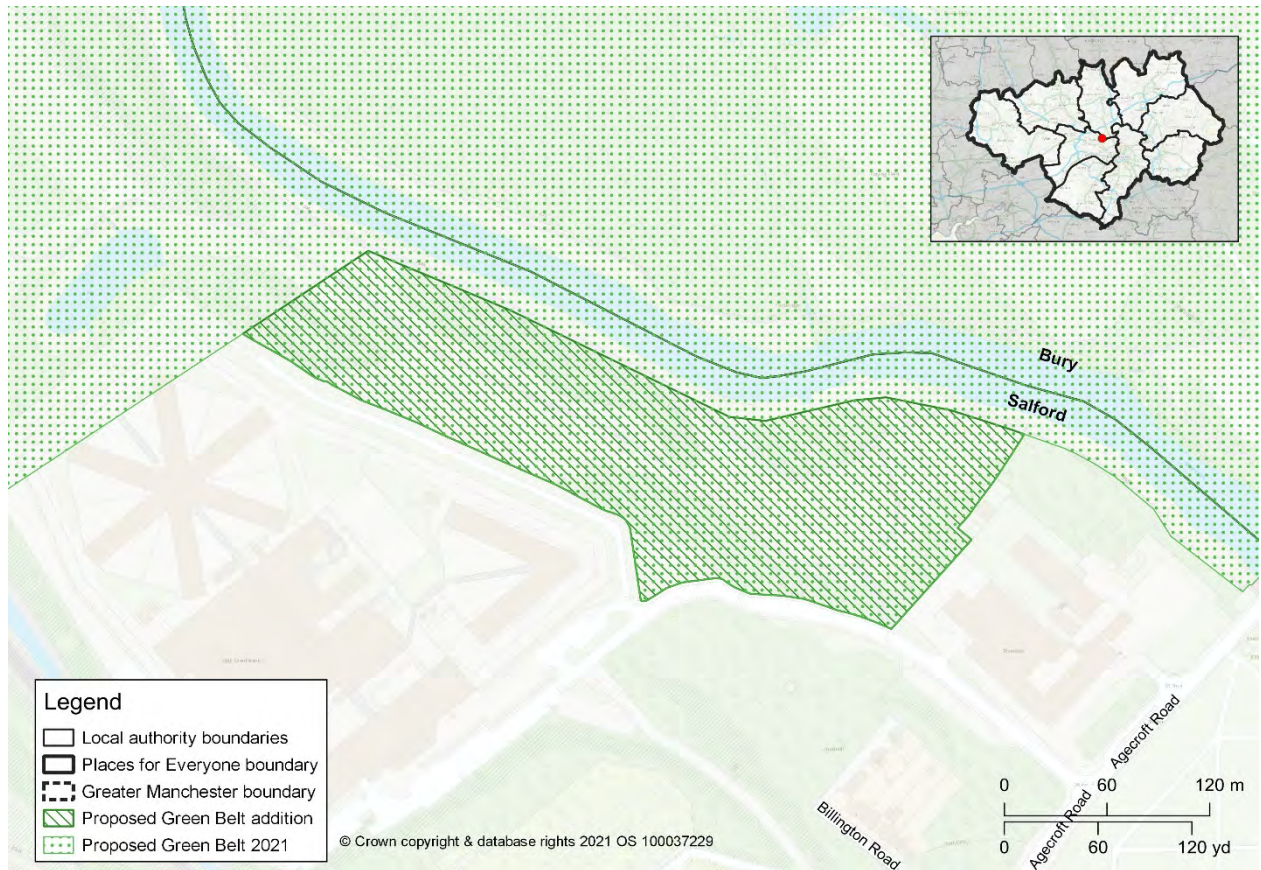 Bury
Salford
Agecroft Road
Agecroft Road
Billington Road
Legend
Local authority boundaries
Places for Everyone boundary
Greater Manchester boundary
Proposed Green Belt addition
Proposed Green Belt 2021
© Crown copyright & database rights 2021 OS 100037229
0 60 120 m
0 60 120 yd